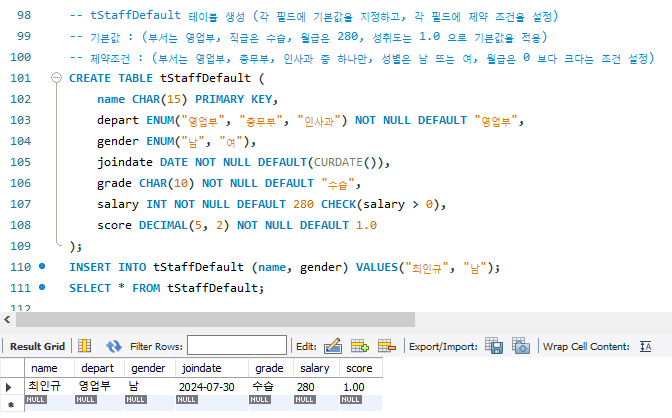 98 -- tStaffDefault 테이블 생성 (각 필드에 기본값을 지정하고, 각 필드에 제약 조건을 설정)
99 -- 기본값 : (부서는 영업부, 직급은 수습, 월급은 280, 성취도는 1.0 으로 기본값을 적용)
100 -- 제약조건 : (부서는 영업부, 총무부, 인사과 중 하나만, 성별은 남 또는 여, 월급은 0 보다 크다는 조건 설정)
101 CREATE TABLE tStaffDefault (
102 name CHAR(15) PRIMARY KEY,
103 depart ENUM("영업부", "총무부", "인사과") NOT NULL DEFAULT "영업부",
104 gender ENUM("남", "여"),
105 joindate DATE NOT NULL DEFAULT(CURDATE()),
106 grade CHAR(10) NOT NULL DEFAULT "수습",
107 salary INT NOT NULL DEFAULT 280 CHECK(salary > 0),
108 score DECIMAL(5, 2) NOT NULL DEFAULT 1.0
109 );
110 INSERT INTO tStaffDefault (name, gender) VALUES("최인규", "남");
111 SELECT * FROM tStaffDefault;
112
Result Grid Filter Rows: Edit: Export/Import: Wrap Cell Content: IA
name depart gender joindate grade salary score
최인규 영업부 남 2024-07-30 수습 280 1.00
NULL NULL NULL NULL NULL NULL NULL